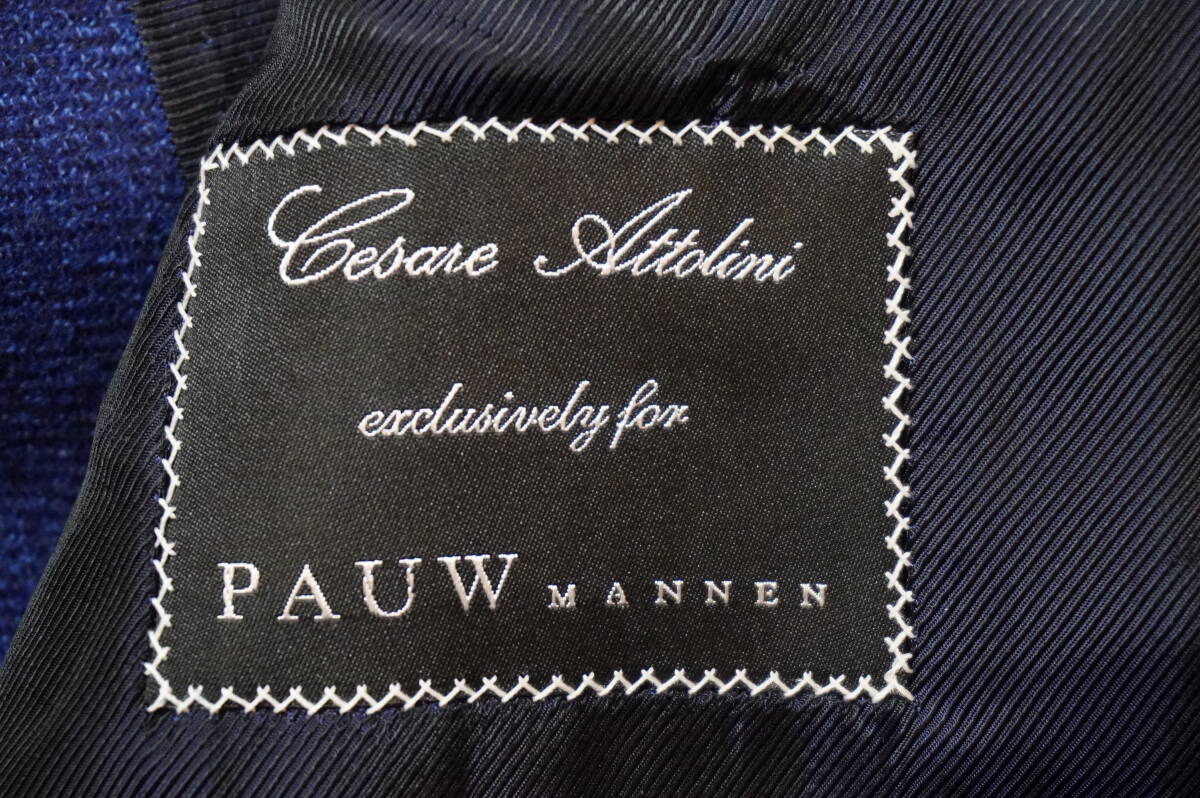 Cesare Attolini
exclusively for
PAUW MANNEN